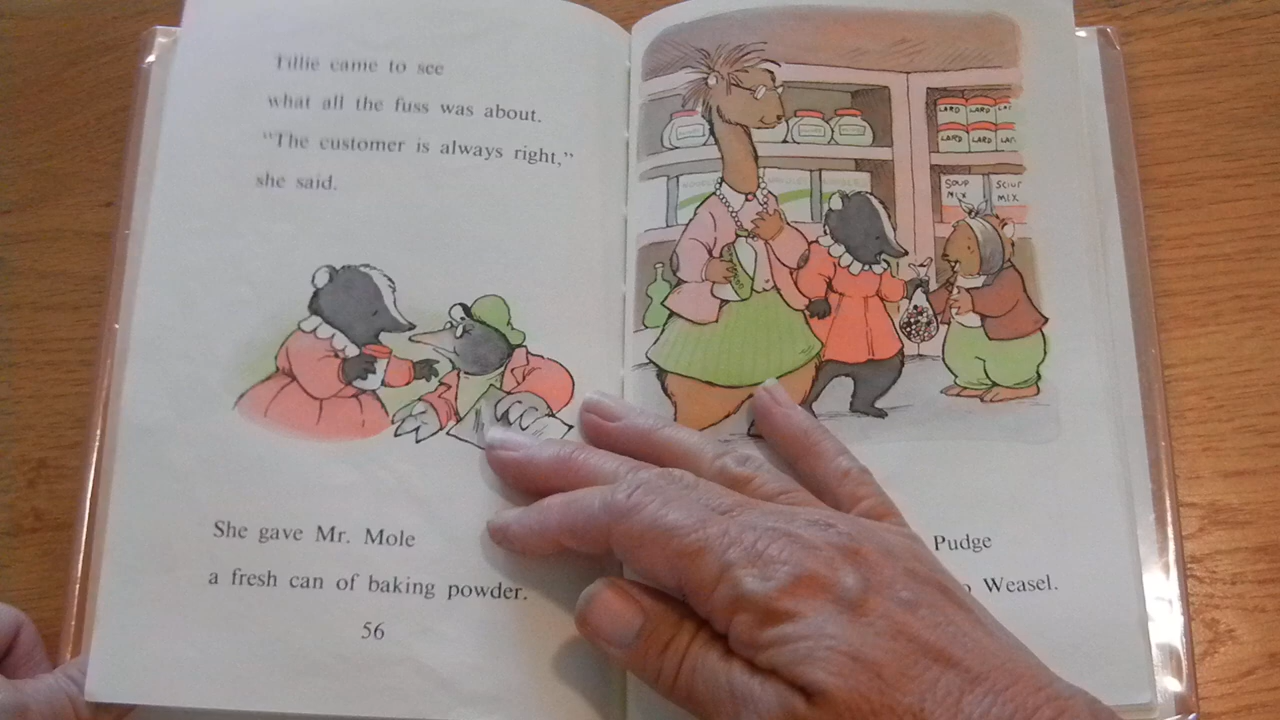 Tillie came to see
what all the fuss was about.
"The customer is always right,"
she said.
She gave Mr. Mole
a fresh can of baking powder.
56
LARD LARD
LARD LARD
SOUP
MIX
MIX
Pudge
Weasel.